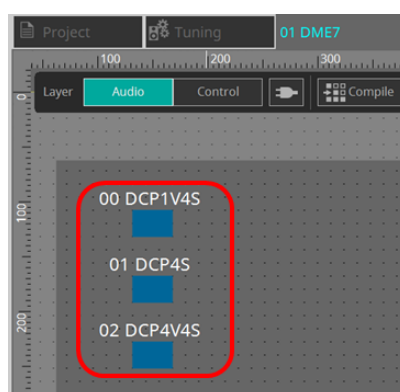 Project Tuning 01 DME7
100 200 300
Layer Audio Control Compile
0
00 DCP1V4S
100
01 DCP4S
200
02 DCP4V4S